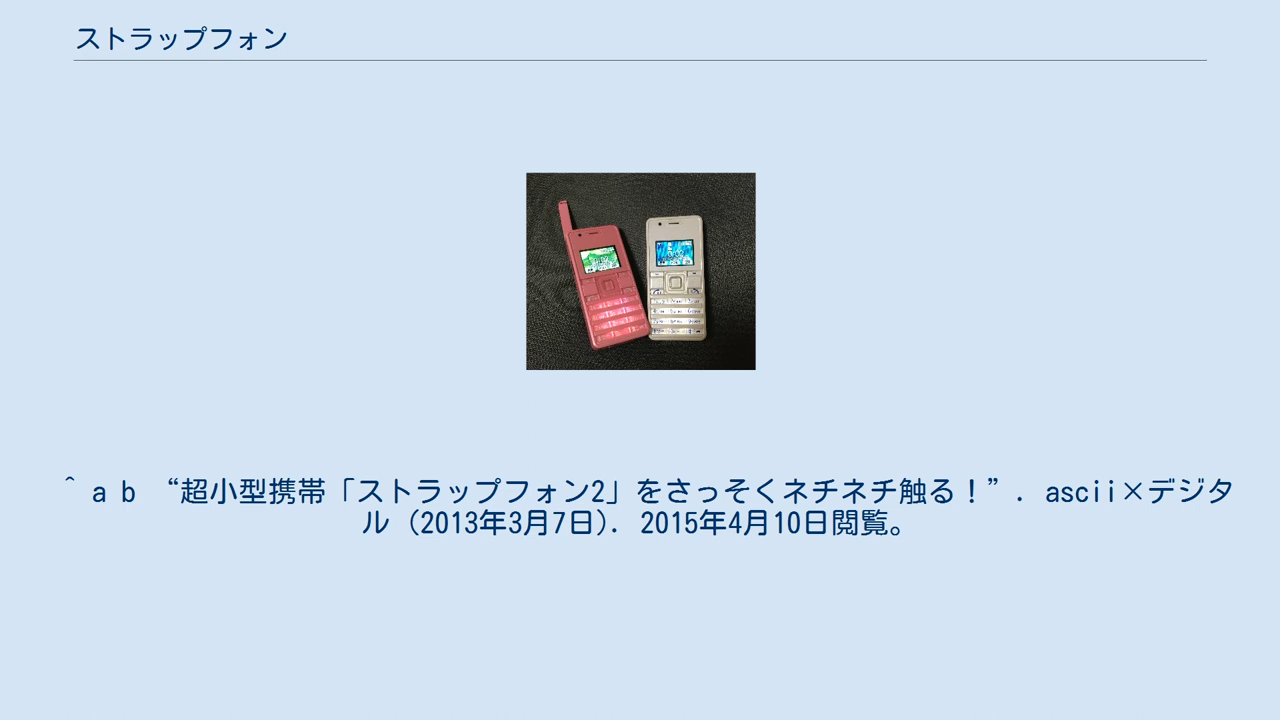 ストラップフォン
^ a b “超小型携帯「ストラップフォン2」をさっそくネチネチ触る！”. ascii×デジタ
ル (2013年3月7日). 2015年4月10日閲覧。